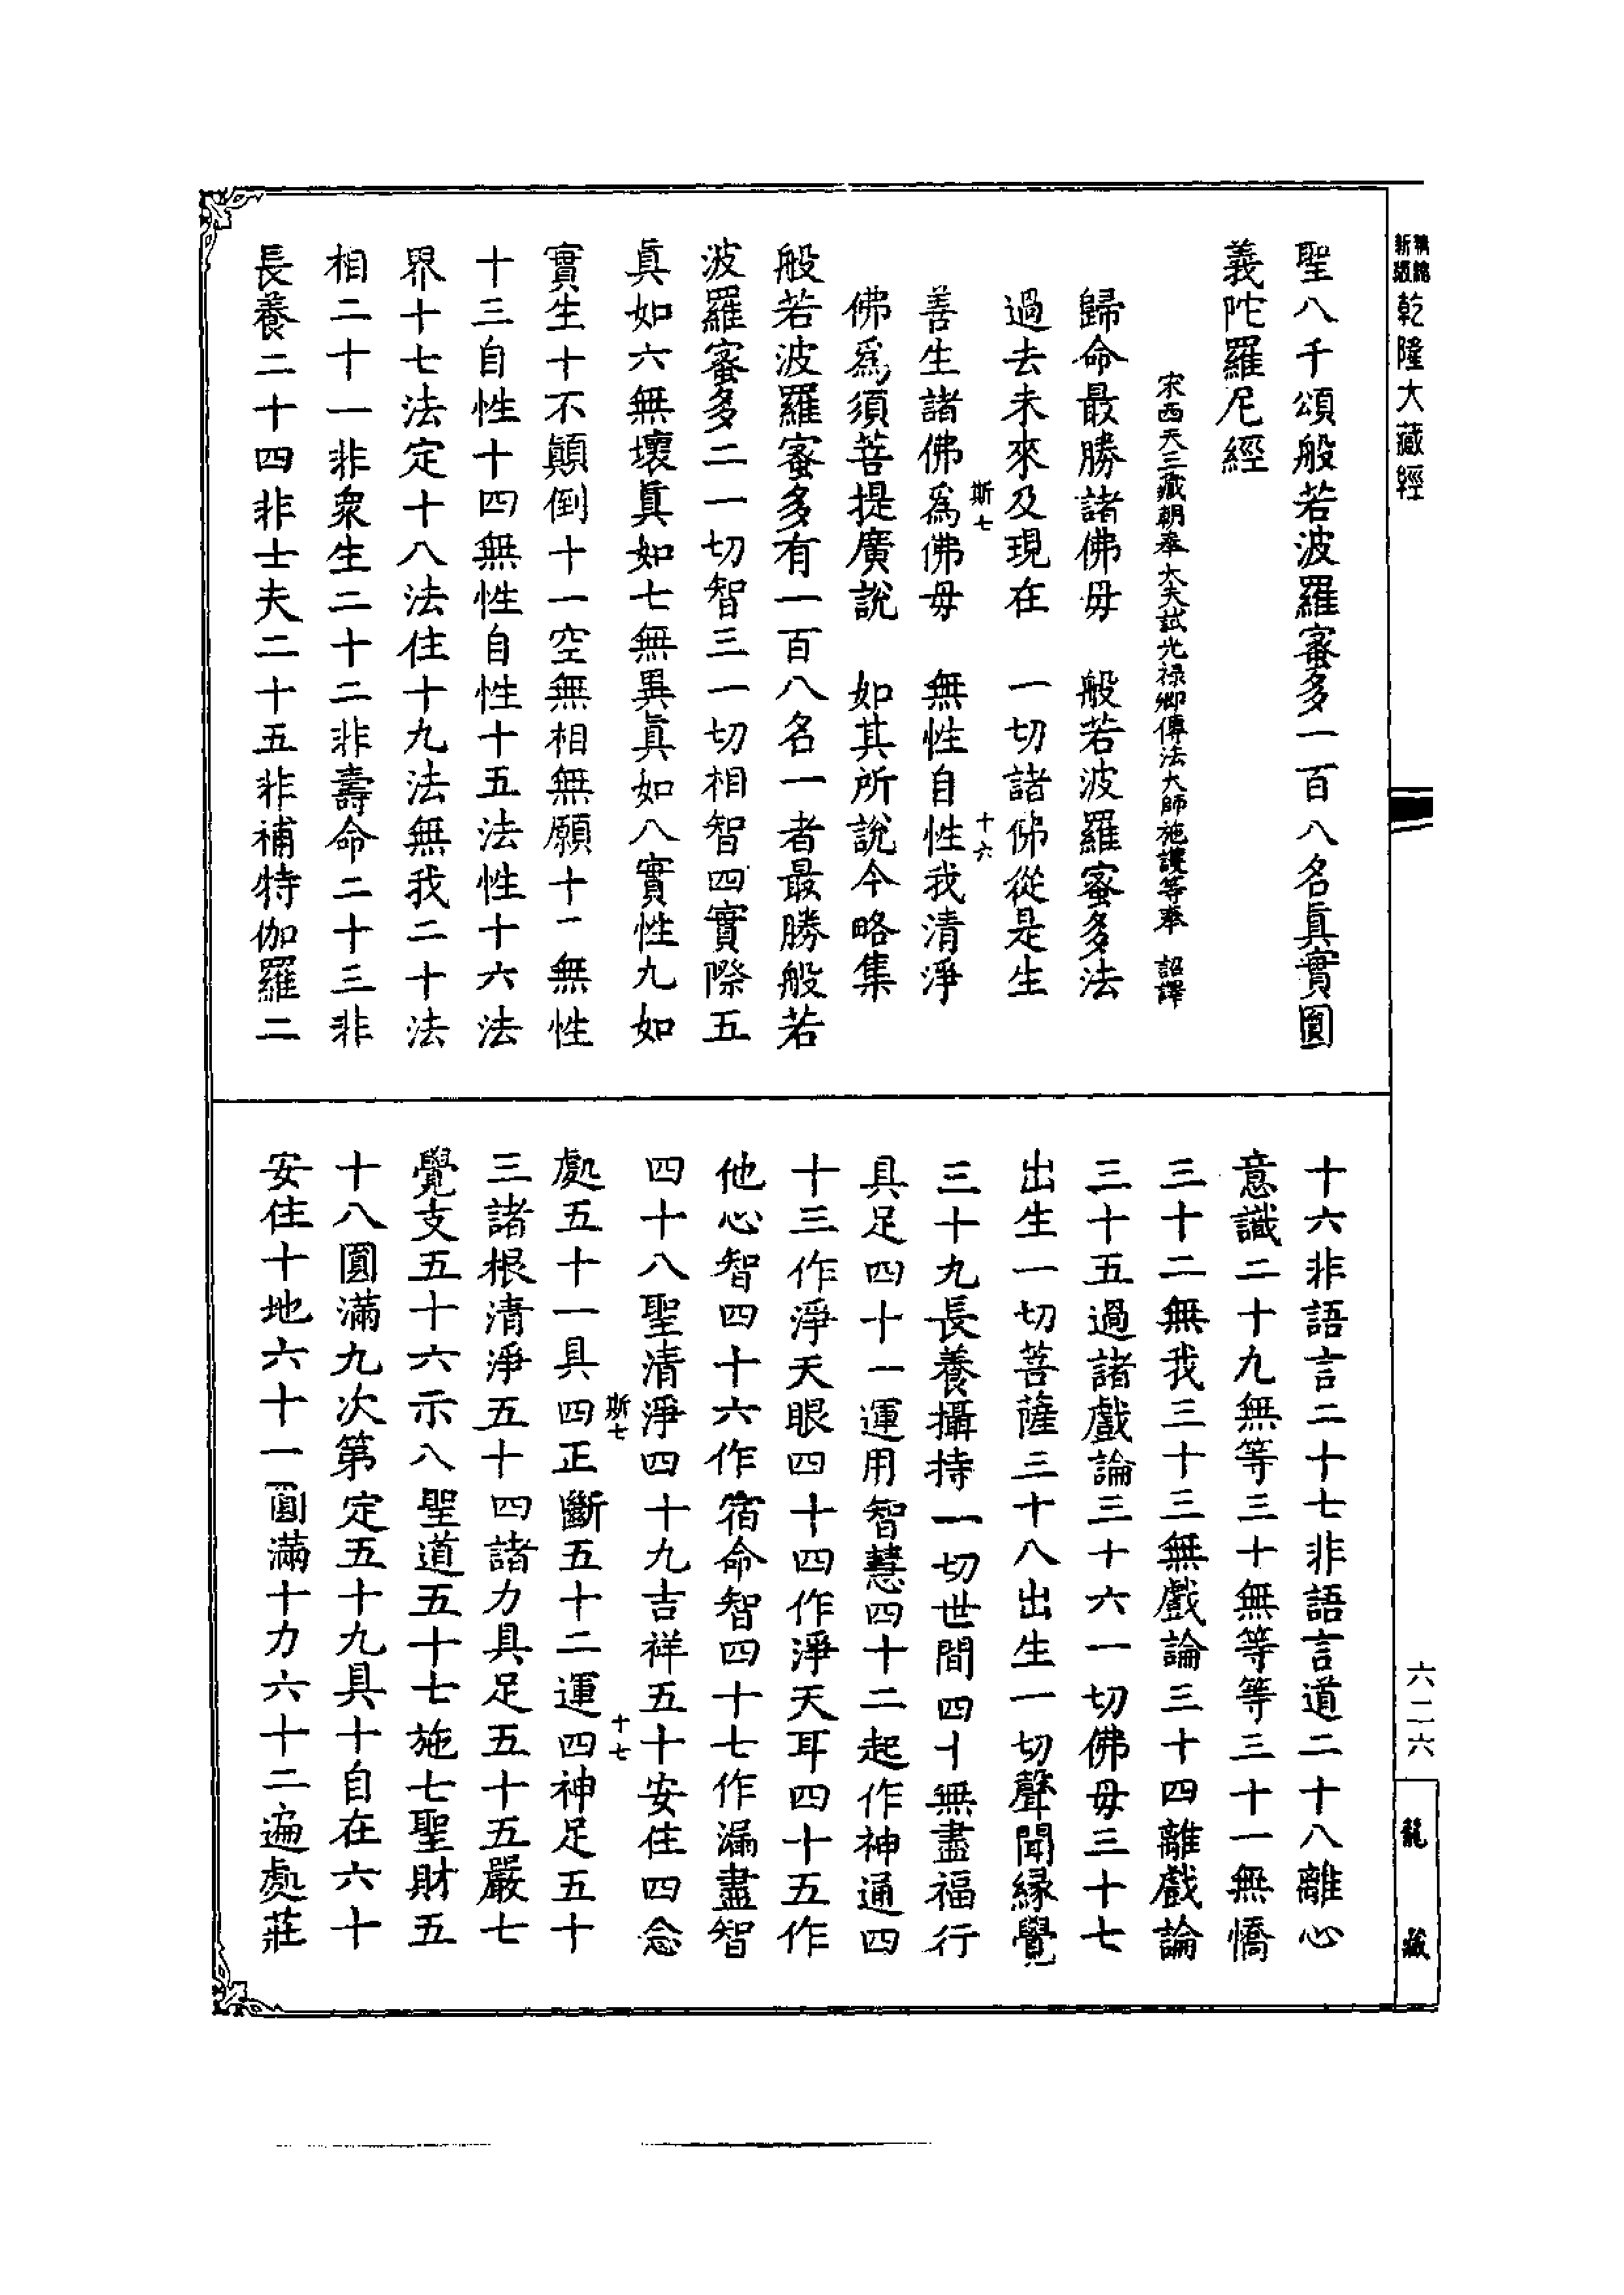 新編縮版乾隆大藏經
聖八千頌般若波羅蜜多一百八名眞實圓
義陀羅尼經
宋西天三藏朝奉大夫試光祿卿傳法大師施護等奉 詔譯
歸命最勝諸佛毋 般若波羅蜜多法
過去未來及現在 一切諸佛從是生
斯七 十六
善生諸佛爲佛毋 無性自性我清淨
佛爲須菩提廣說 如其所說今略集
般若波羅蜜多有一百八名一者最勝般若
波羅蜜多二一切智三一切相智四實際五
眞如六無壞眞如七無異眞如八實性九如
實生十不顚倒十一空無相無願十二無性
十三自性十四無性自性十五法性十六法
界十七法定十八法住十九法無我二十法
相二十一非衆生二十二非壽命二十三非
長養二十四非士夫二十五非補特伽羅二
十六非語言二十七非語言道二十八離心
意識二十九無等三十無等等三十一無憍
三十二無我三十三無戲論三十四離戲論
三十五過諸戲論三十六一切佛毋三十七
出生一切菩薩三十八出生一切聲聞緣覺
三十九長養攝持一切世間四十無盡福行
具足四十一運用智慧四十二起作神通四
十三作淨天眼四十四作淨天耳四十五作
他心智四十六作宿命智四十七作漏盡智
四十八聖清淨四十九吉祥五十安住四念
斯七 十七
處五十一具四正斷五十二運四神足五十
三諸根清淨五十四諸力具足五十五嚴七
覺支五十六示八聖道五十七施七聖財五
十八圓滿九次第定五十九具十自在六十
安住十地六十一圓滿十力六十二遍處莊
六二六
龍藏